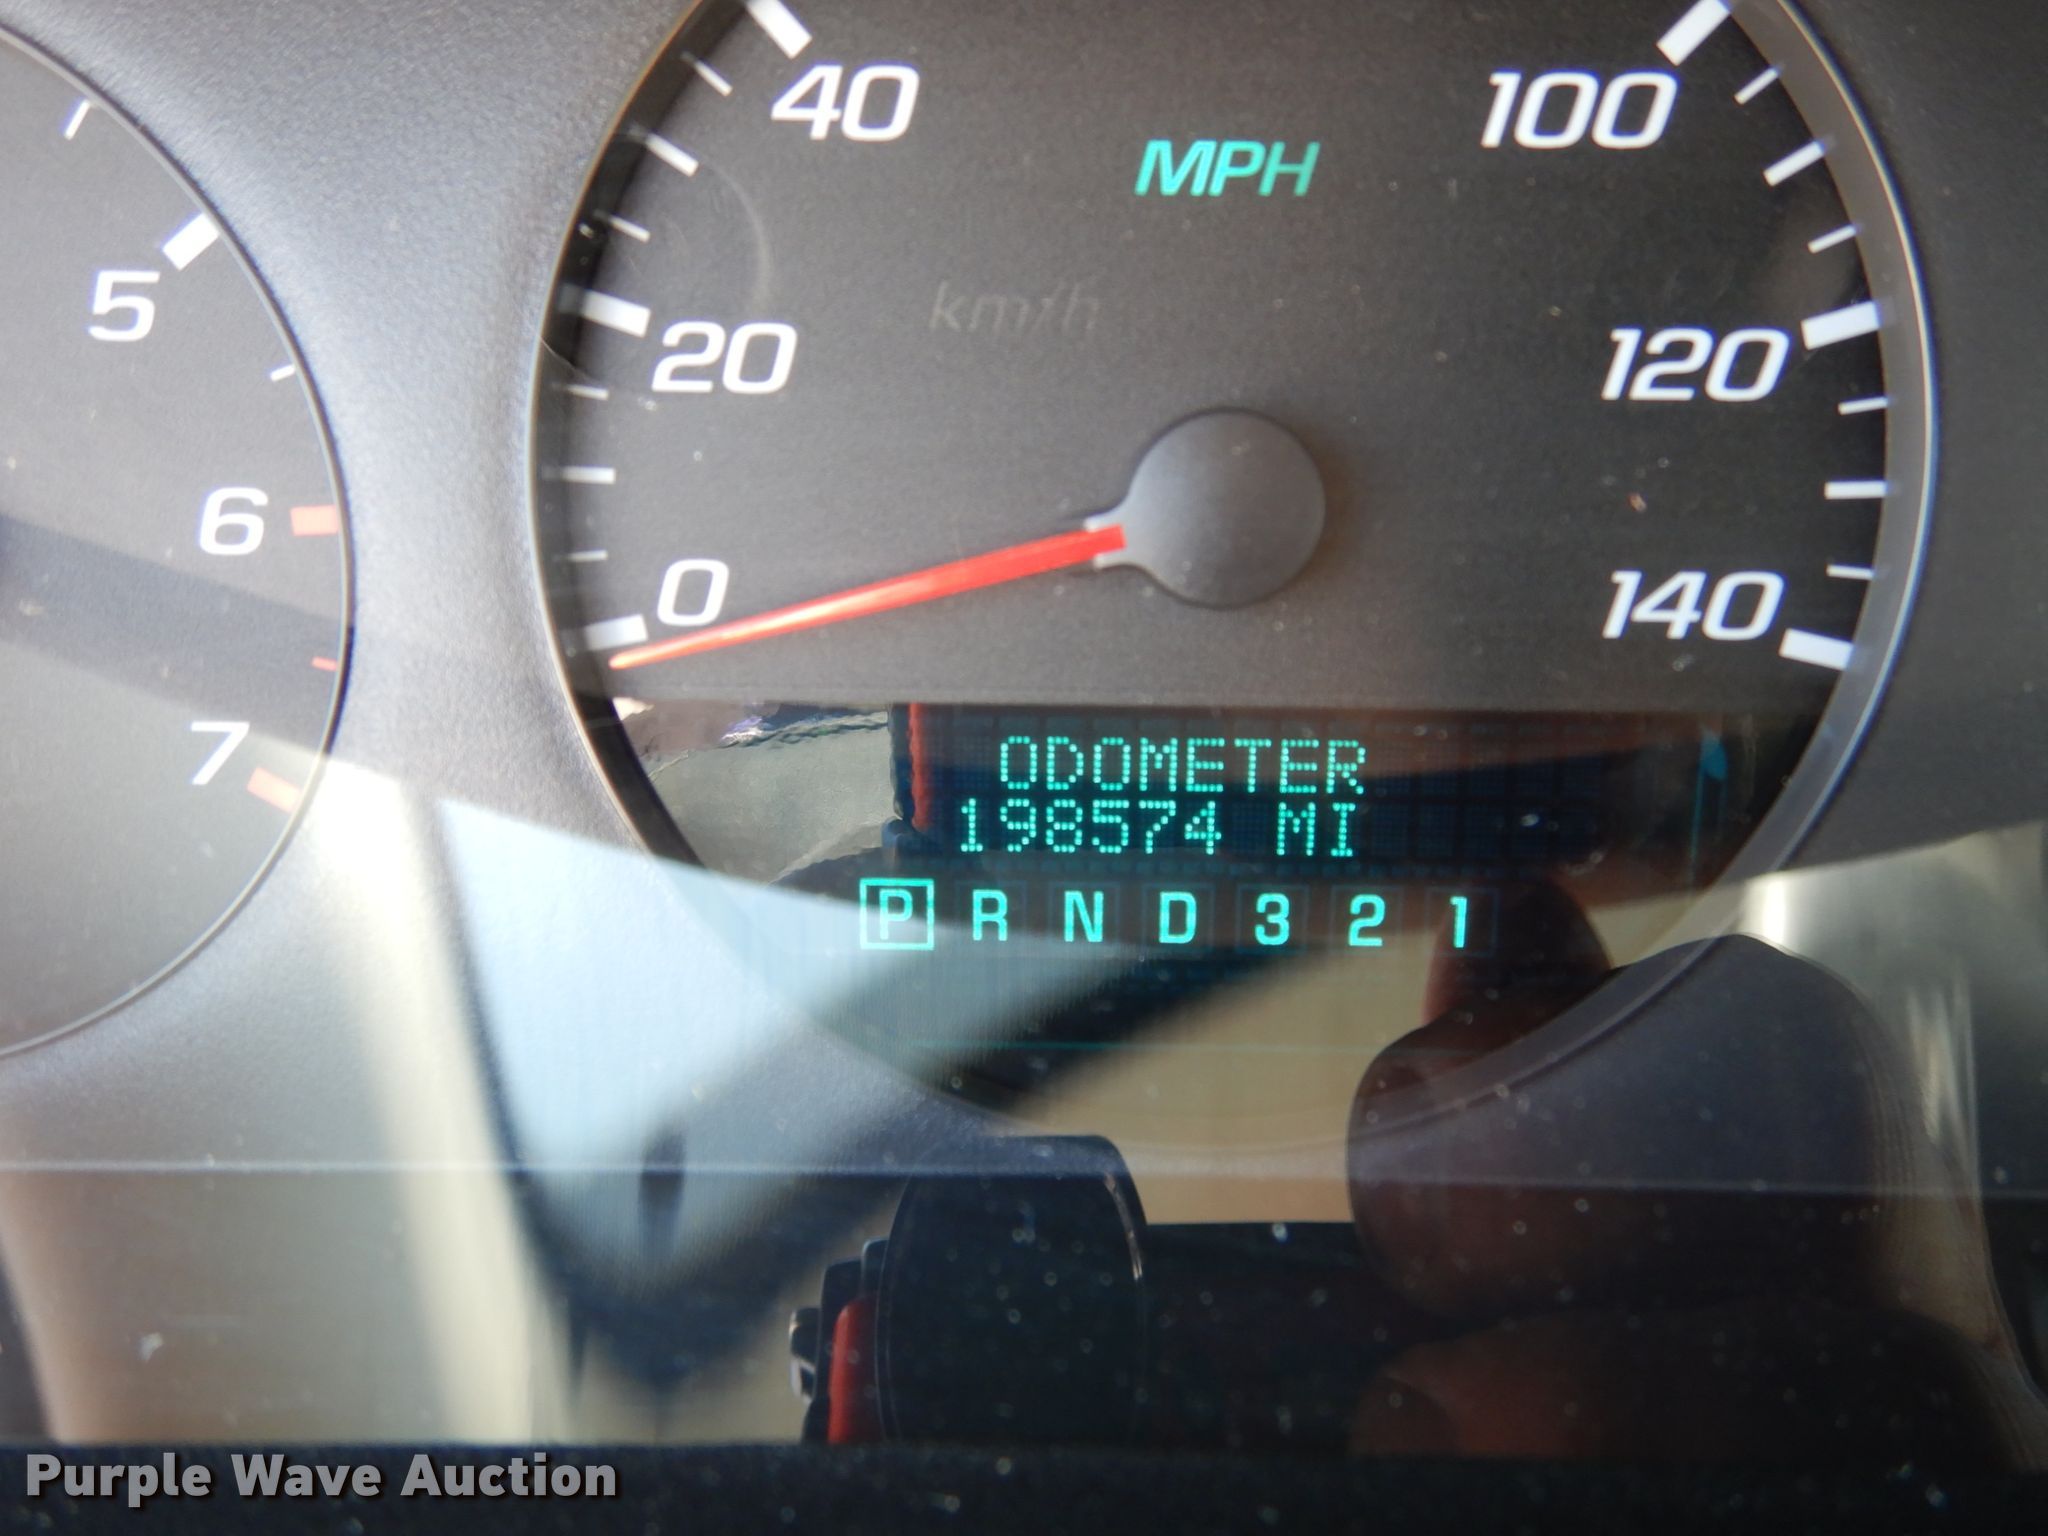 40
100
MPH
5
km/h
20
120
6
0
140
7
ODOMETER
198574 MI
P R N D 3 2 1
Purple Wave Auction